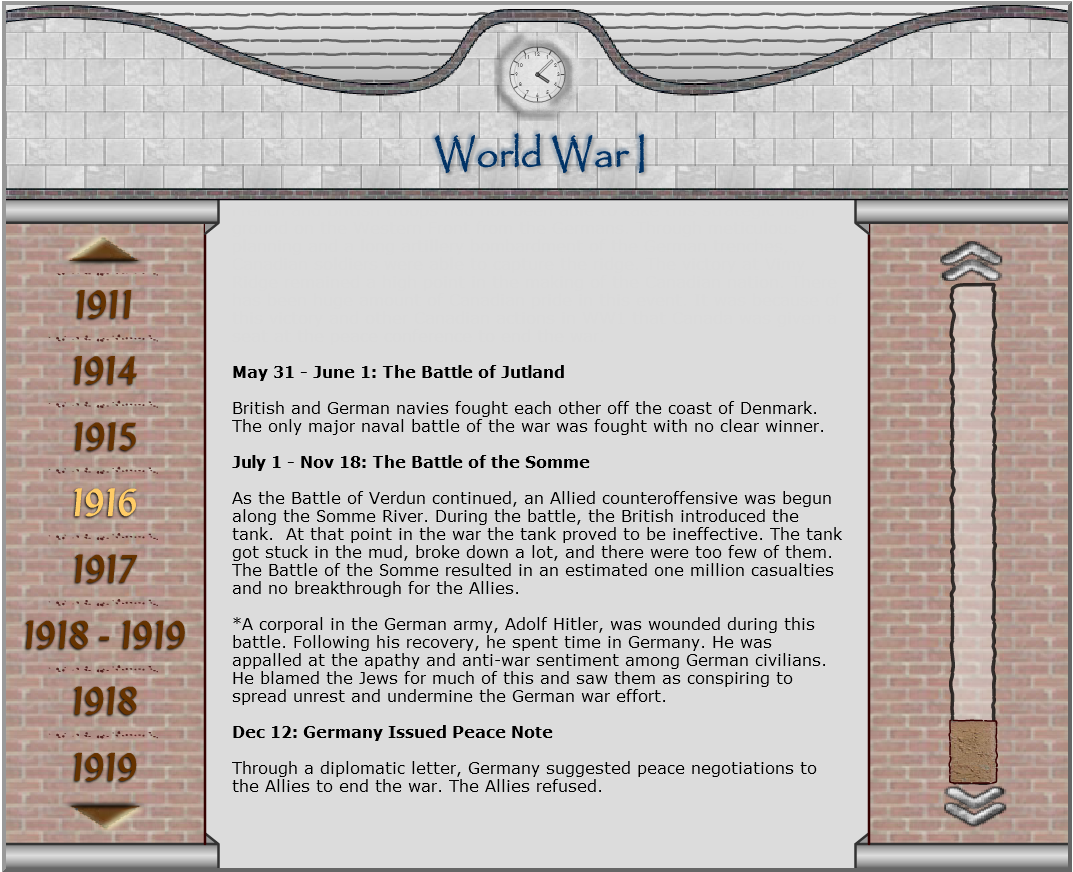 World War I
1911
1914
1915
1916
1917
1918 - 1919
1918
1919
May 31 - June 1: The Battle of Jutland
British and German navies fought each other off the coast of Denmark.
The only major naval battle of the war was fought with no clear winner.
July 1 - Nov 18: The Battle of the Somme
As the Battle of Verdun continued, an Allied counteroffensive was begun
along the Somme River. During the battle, the British introduced the
tank.  At that point in the war the tank proved to be ineffective. The tank
got stuck in the mud, broke down a lot, and there were too few of them.
The Battle of the Somme resulted in an estimated one million casualties
and no breakthrough for the Allies.
*A corporal in the German army, Adolf Hitler, was wounded during this
battle. Following his recovery, he spent time in Germany. He was
appalled at the apathy and anti-war sentiment among German civilians.
He blamed the Jews for much of this and saw them as conspiring to
spread unrest and undermine the German war effort.
Dec 12: Germany Issued Peace Note
Through a diplomatic letter, Germany suggested peace negotiations to
the Allies to end the war. The Allies refused.